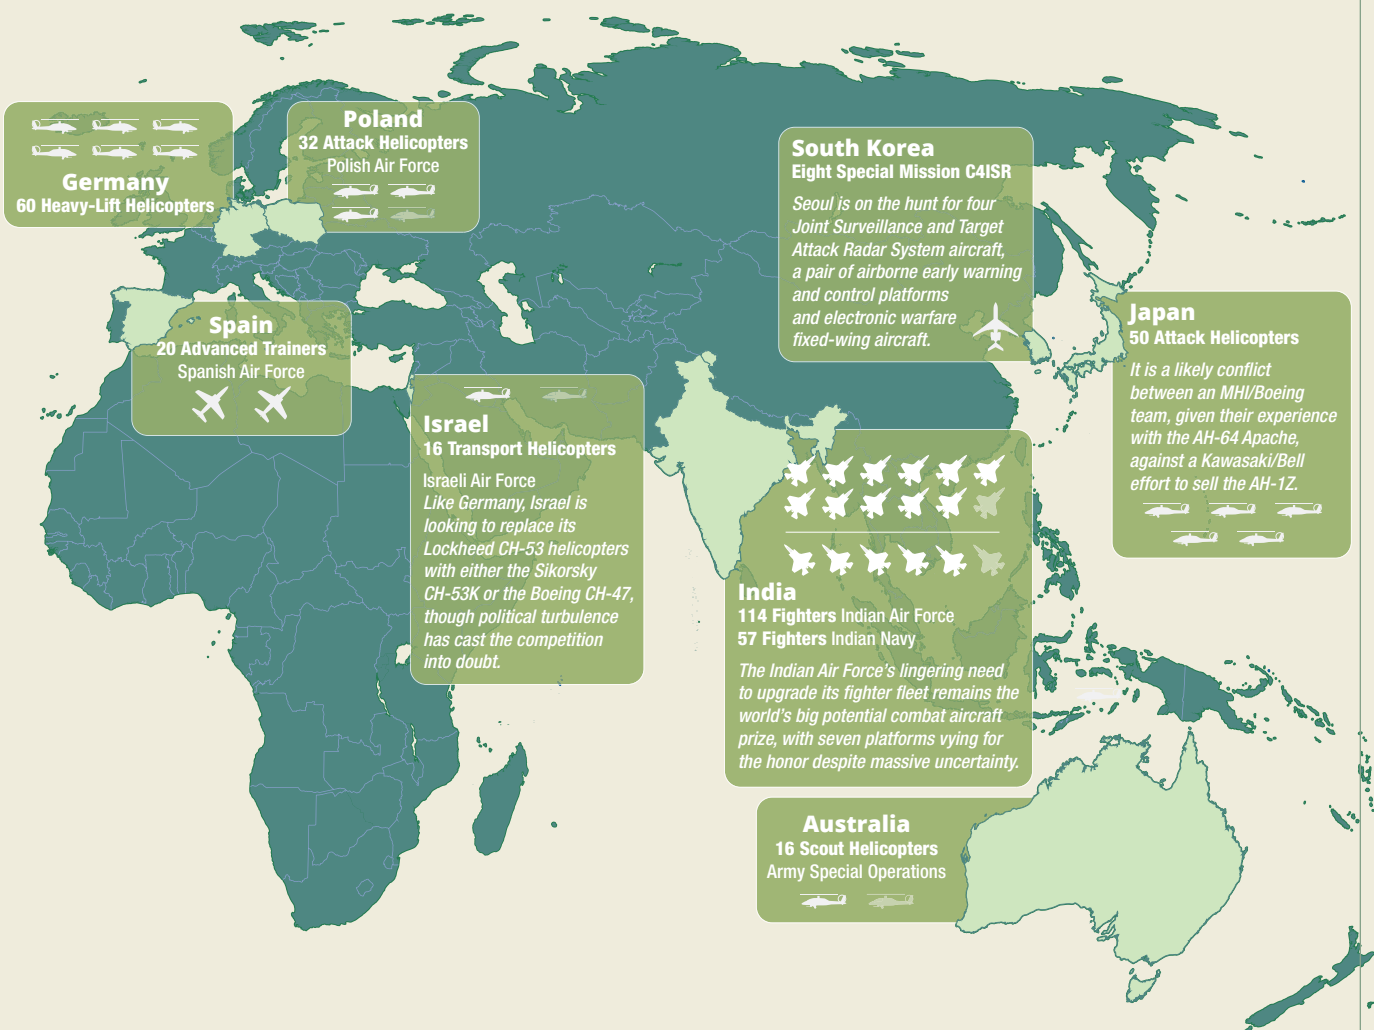 Germany
60 Heavy-Lift Helicopters
Poland
32 Attack Helicopters
Polish Air Force
South Korea
Eight Special Mission C4ISR
Seoul is on the hunt for four
Joint Surveillance and Target
Attack Radar System aircraft,
a pair of airborne early warning
and control platforms
and electronic warfare
fixed-wing aircraft.
Spain
20 Advanced Trainers
Spanish Air Force
Japan
50 Attack Helicopters
It is a likely conflict
between an MHI/Boeing
team, given their experience
with the AH-64 Apache,
against a Kawasaki/Bell
effort to sell the AH-1Z.
Israel
16 Transport Helicopters
Israeli Air Force
Like Germany, Israel is
looking to replace its
Lockheed CH-53 helicopters
with either the Sikorsky
CH-53K or the Boeing CH-47,
though political turbulence
has cast the competition
into doubt.
India
114 Fighters Indian Air Force
57 Fighters Indian Navy
The Indian Air Force's lingering need
to upgrade its fighter fleet remains the
world's big potential combat aircraft
prize, with seven platforms vying for
the honor despite massive uncertainty.
Australia
16 Scout Helicopters
Army Special Operations